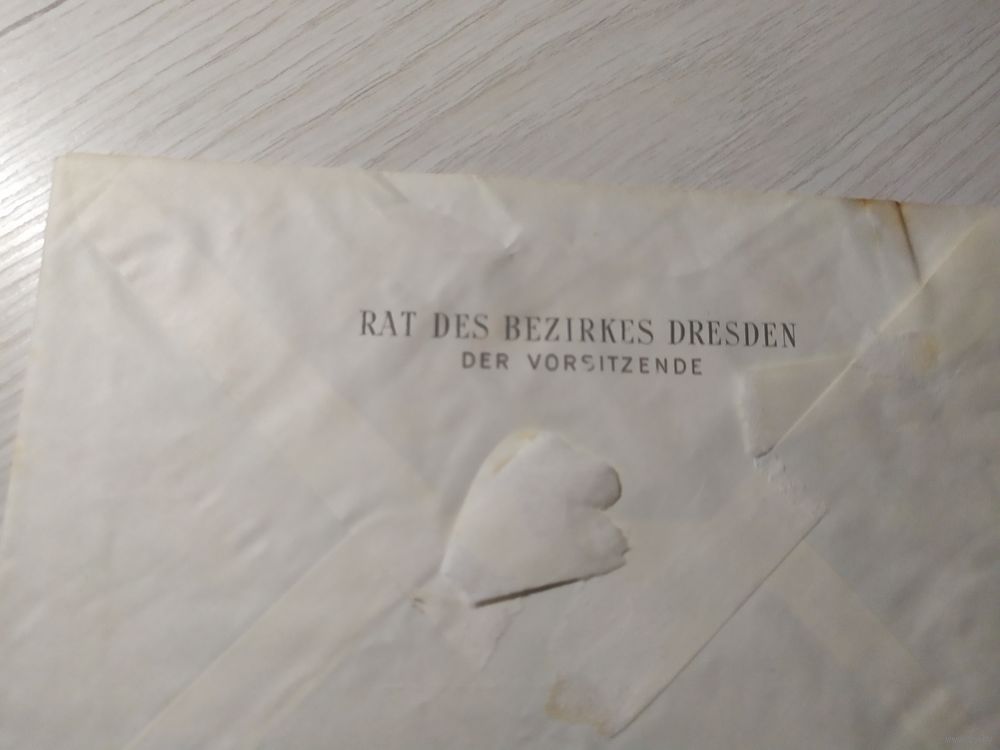 RAT DES BEZIRKES DRESDEN
DER VORSITZENDE